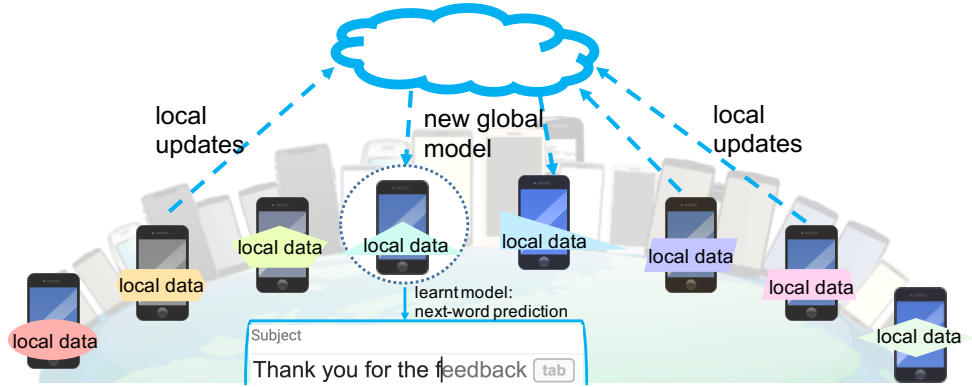 local
updates
new global
model
local
updates
local data
local data
local data
local data
local data
local data
local data
local data
learnt model:
next-word prediction
Subject
Thank you for the feedback tab